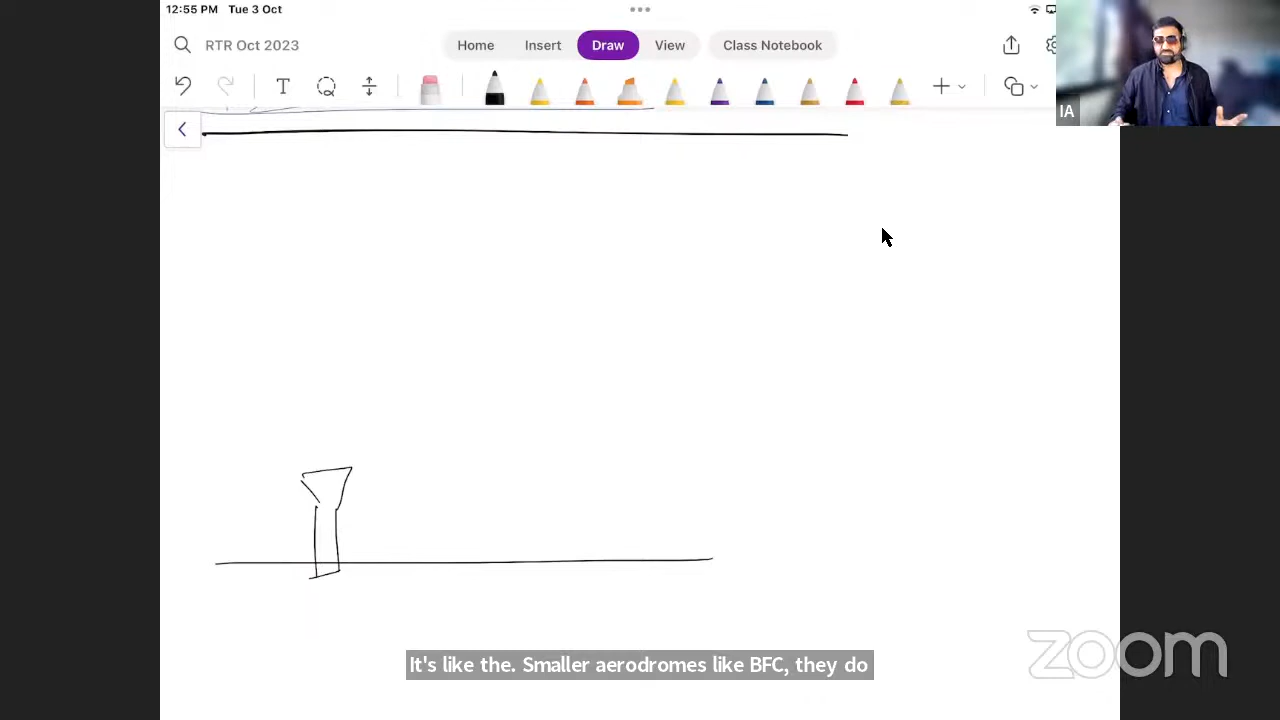 12:55 PM Tue 3 Oct
RTR Oct 2023
Home Insert Draw View Class Notebook
T
IA
It's like the. Smaller aerodromes like BFC, they do
zoom